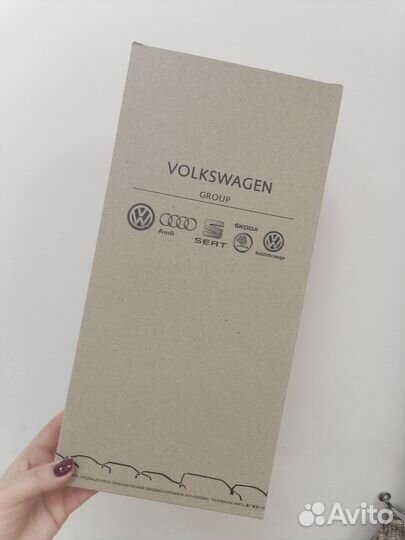 VOLKSWAGEN
GROUP
Audi
SEAT
ŠKODA
Nutzfahrzeuge
Avito